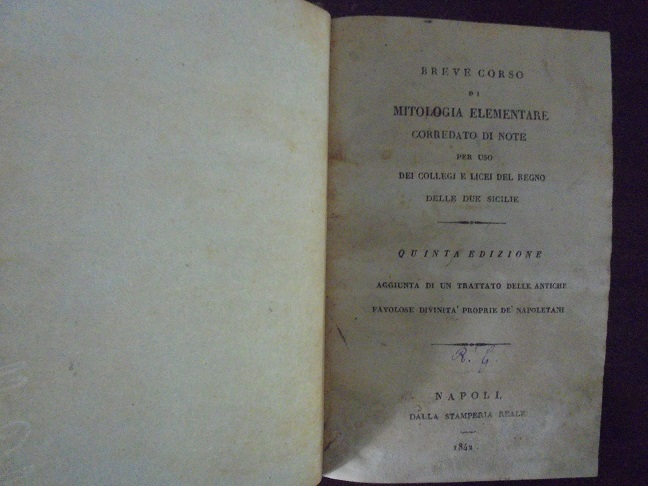 BREVE CORSO
DI
MITOLOGIA ELEMENTARE
CORREDATO DI NOTE
PER USO
DEI COLLEGI E LICEI DEL REGNO
DELLE DUE SICILIE
QUINTA EDIZIONE
AGGIUNTA DI UN TRATTATO DELLE ANTICHE
FAVOLOSE DIVINITA' PROPRIE DE' NAPOLETANI
R. G.
NAPOLI,
DALLA STAMPERIA REALE
1842